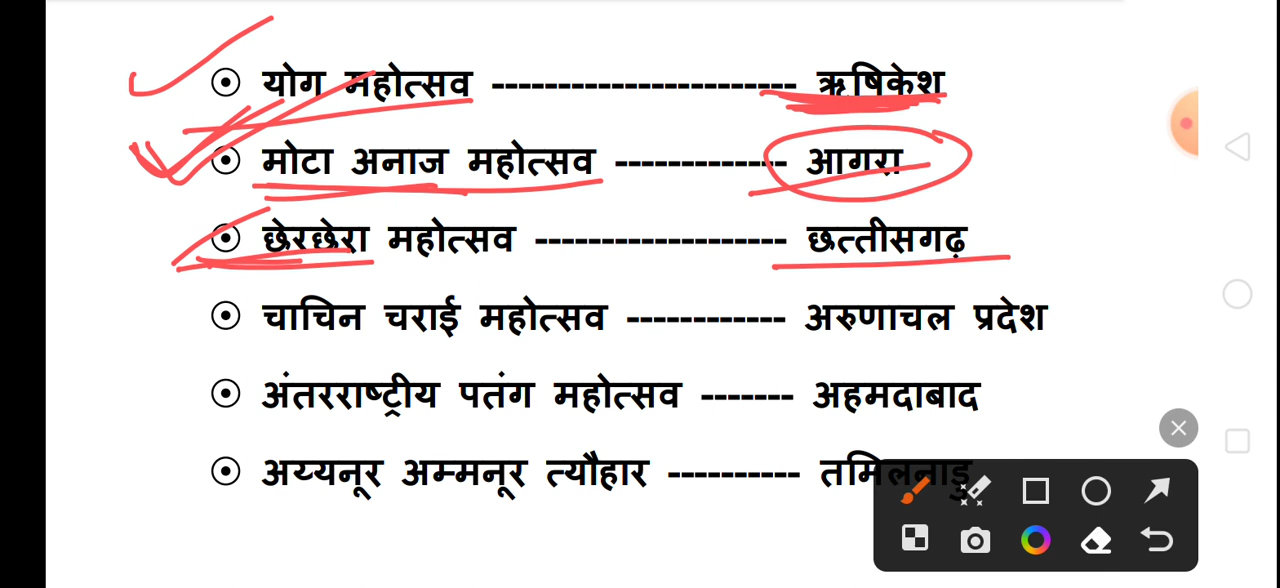 योग महोत्सव ----------------------- ऋषिकेश
मोटा अनाज महोत्सव ------------- आगरा
छेरछेरा महोत्सव ------------------- छत्तीसगढ़
चाचिन चराई महोत्सव ------------ अरुणाचल प्रदेश
अंतरराष्ट्रीय पतंग महोत्सव ------- अहमदाबाद
अय्यनूर अम्मनूर त्यौहार ---------- तमिलनाडु